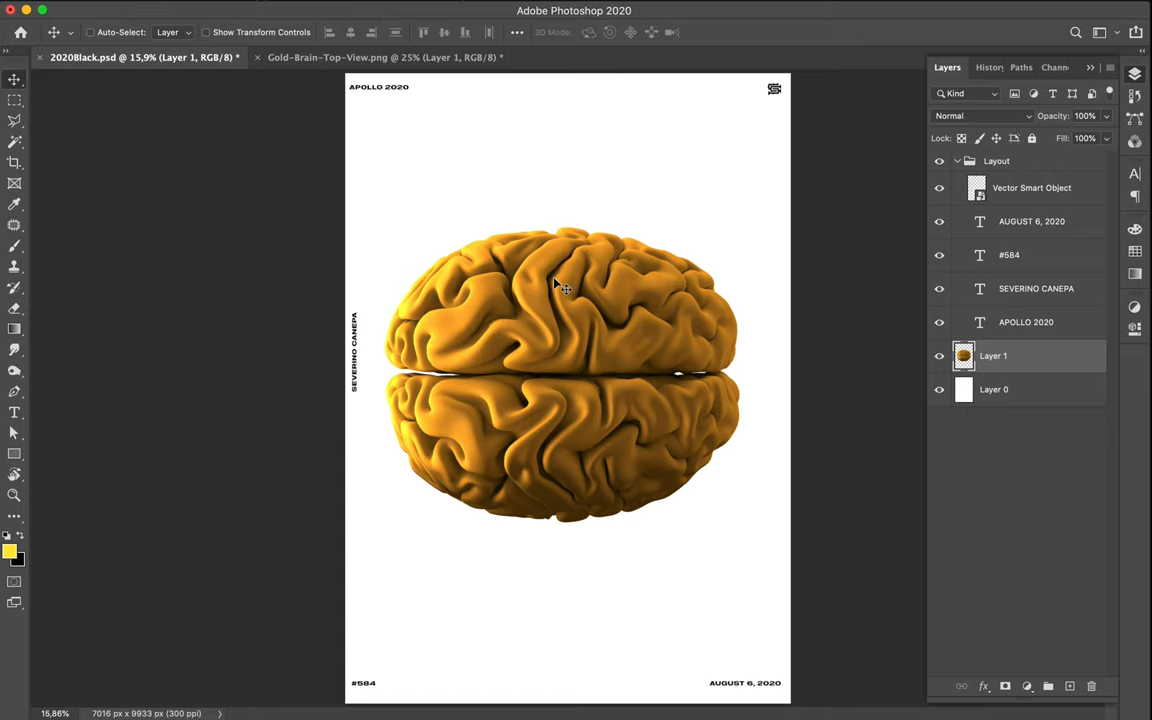 Adobe Photoshop 2020
Auto-Select: Layer Show Transform Controls 3D Mode:
2020Black.psd @ 15,9% (Layer 1, RGB/8) * Gold-Brain-Top-View.png @ 25% (Layer 1, RGB/8) *
Layers Histor Paths Chann
Kind
Normal Opacity: 100%
Lock: Fill: 100%
Layout
Vector Smart Object
T AUGUST 6, 2020
T #584
T SEVERINO CANEPA
T APOLLO 2020
Layer 1
Layer 0
fx
APOLLO 2020
SEVERINO CANEPA
#584
AUGUST 6, 2020
15,86% 7016 px x 9933 px (300 ppi)